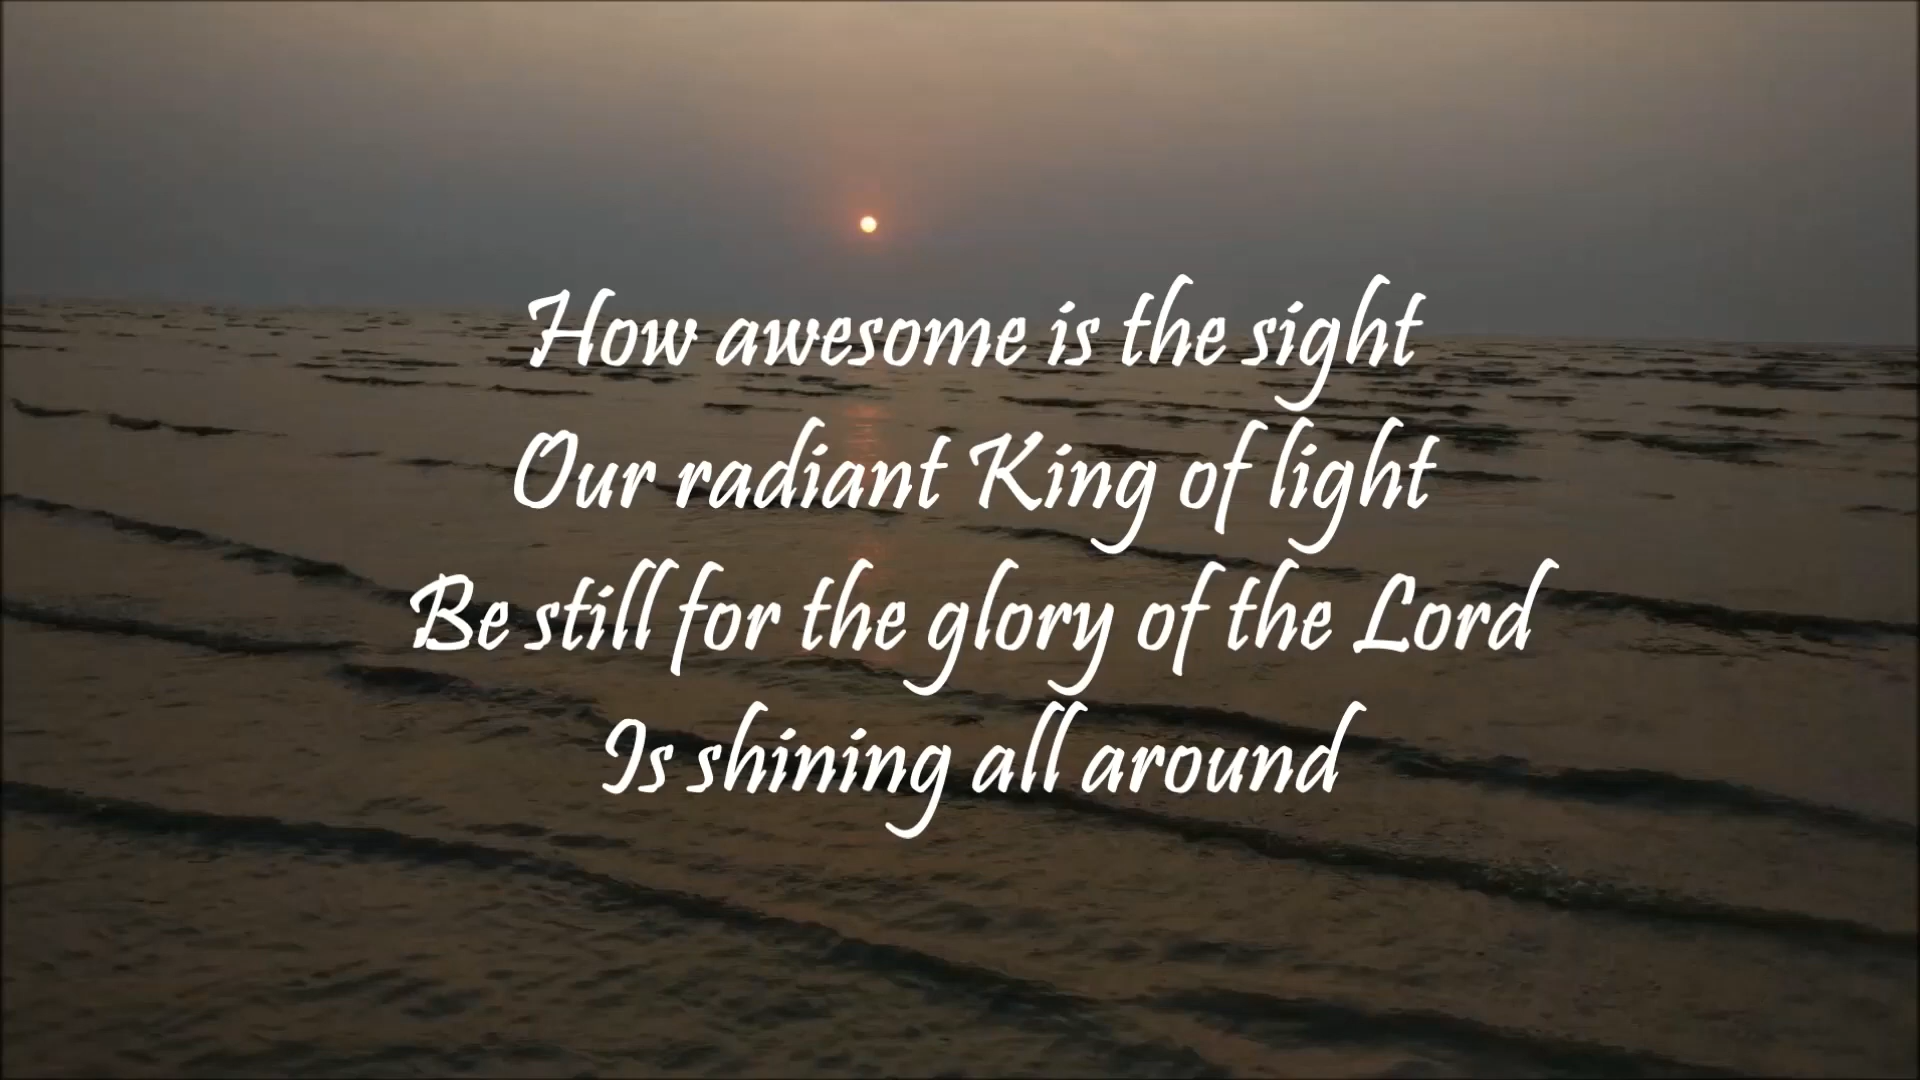 How awesome is the sight
Our radiant King of light
Be still for the glory of the Lord
Is shining all around